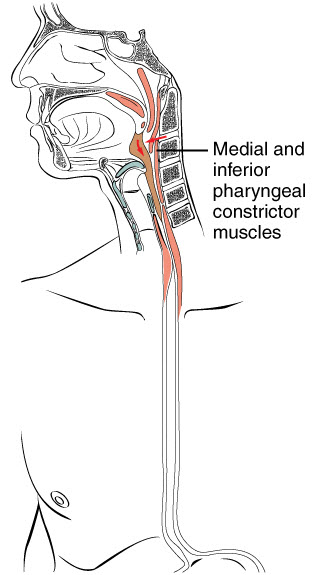 Medial and
inferior
pharyngeal
constrictor
muscles